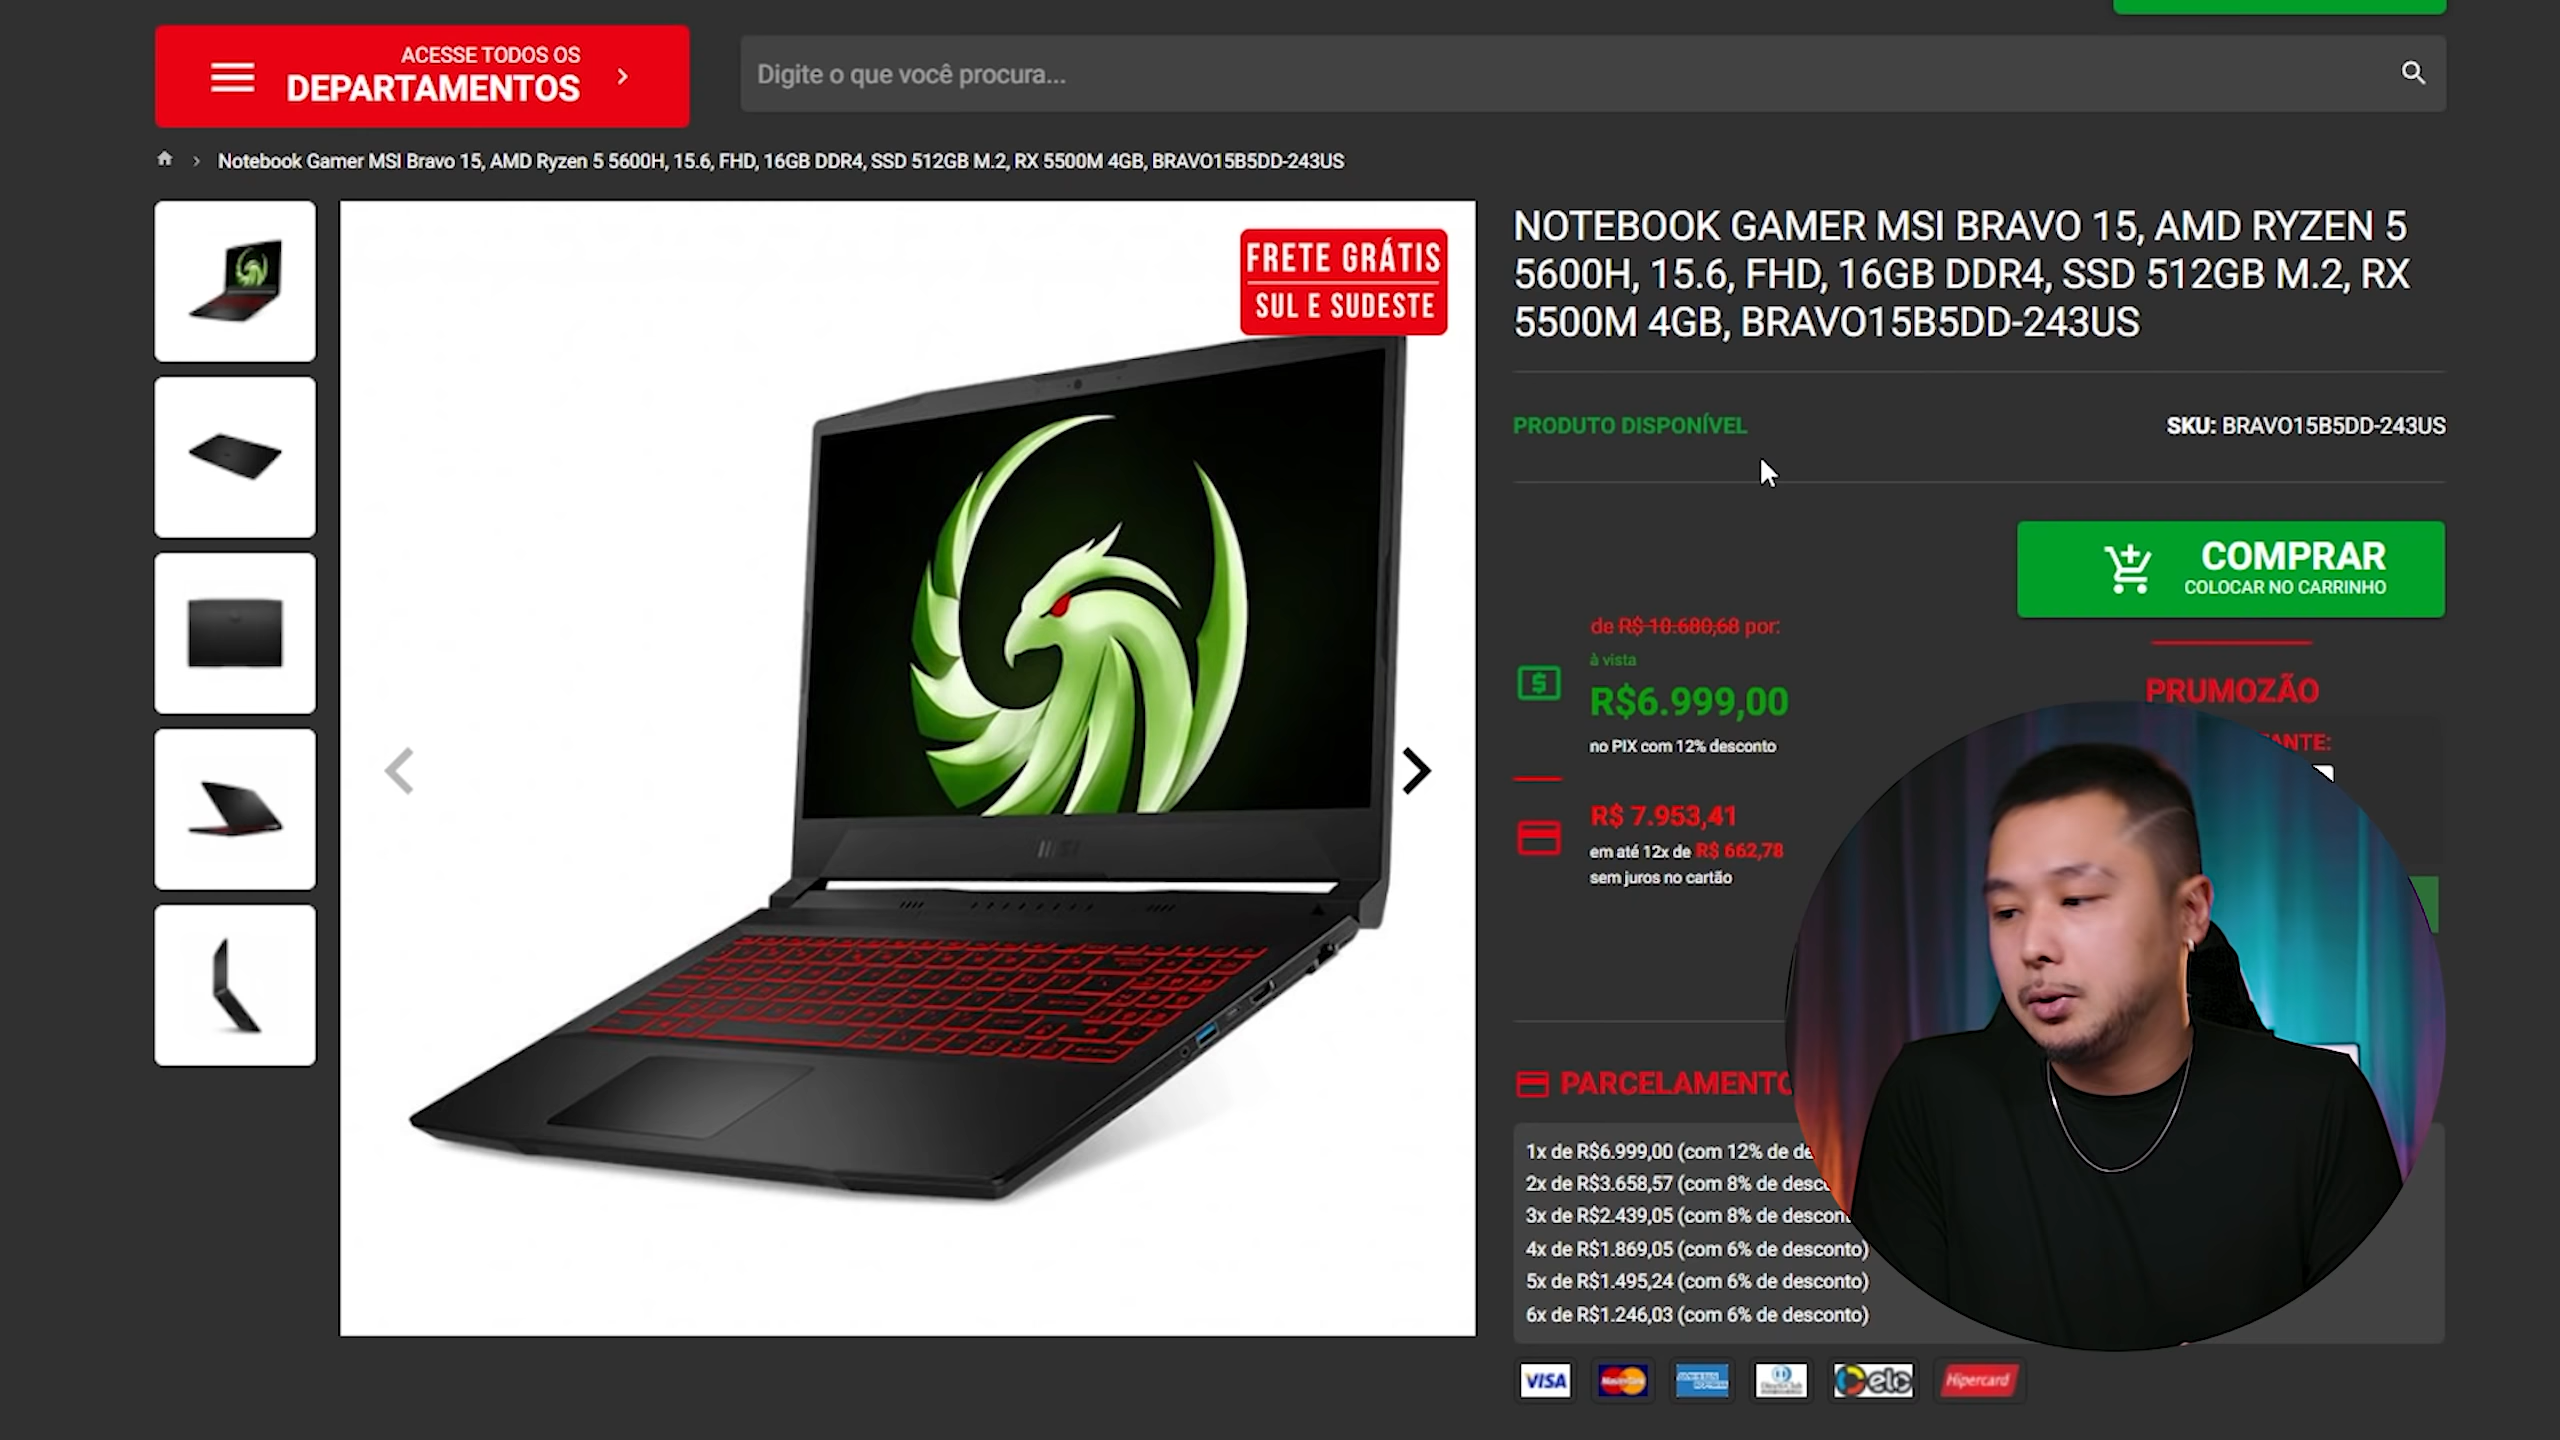 ACESSE TODOS OS
DEPARTAMENTOS
Digite o que você procura...
Notebook Gamer MSI Bravo 15, AMD Ryzen 5 5600H, 15.6, FHD, 16GB DDR4, SSD 512GB M.2, RX 5500M 4GB, BRAVO15B5DD-243US
FRETE GRÁTIS
SUL E SUDESTE
NOTEBOOK GAMER MSI BRAVO 15, AMD RYZEN 5
5600H, 15.6, FHD, 16GB DDR4, SSD 512GB M.2, RX
5500M 4GB, BRAVO15B5DD-243US
PRODUTO DISPONÍVEL
SKU: BRAVO15B5DD-243US
COMPRAR
COLOCAR NO CARRINHO
de R$ 10.680,68 por:
à vista
R$6.999,00
no PIX com 12% desconto
PRUMOZÃO
ANTE:
R$ 7.953,41
em até 12x de R$ 662,78
sem juros no cartão
msi
PARCELAMENTO
1x de R$6.999,00 (com 12% de de
2x de R$3.658,57 (com 8% de desc
3x de R$2.439,05 (com 8% de descon
4x de R$1.869,05 (com 6% de desconto)
5x de R$1.495,24 (com 6% de desconto)
6x de R$1.246,03 (com 6% de desconto)
VISA
MasterCard
elo
Hipercard